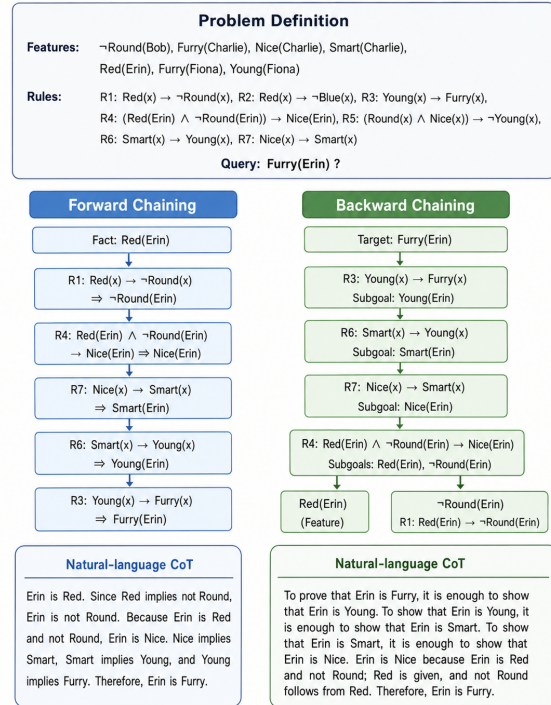 Problem Definition
Features: ¬Round(Bob), Furry(Charlie), Nice(Charlie), Smart(Charlie),
Red(Erin), Furry(Fiona), Young(Fiona)
Rules: R1: Red(x) → ¬Round(x), R2: Red(x) → ¬Blue(x), R3: Young(x) → Furry(x),
R4: (Red(Erin) ∧ ¬Round(Erin)) → Nice(Erin), R5: (Round(x) ∧ Nice(x)) → ¬Young(x),
R6: Smart(x) → Young(x), R7: Nice(x) → Smart(x)
Query: Furry(Erin) ?
Forward Chaining
Fact: Red(Erin)
R1: Red(x) → ¬Round(x)
⇒ ¬Round(Erin)
R4: Red(Erin) ∧ ¬Round(Erin)
→ Nice(Erin) ⇒ Nice(Erin)
R7: Nice(x) → Smart(x)
⇒ Smart(Erin)
R6: Smart(x) → Young(x)
⇒ Young(Erin)
R3: Young(x) → Furry(x)
⇒ Furry(Erin)
Natural-language CoT
Erin is Red. Since Red implies not Round,
Erin is not Round. Because Erin is Red
and not Round, Erin is Nice. Nice implies
Smart, Smart implies Young, and Young
implies Furry. Therefore, Erin is Furry.
Backward Chaining
Target: Furry(Erin)
R3: Young(x) → Furry(x)
Subgoal: Young(Erin)
R6: Smart(x) → Young(x)
Subgoal: Smart(Erin)
R7: Nice(x) → Smart(x)
Subgoal: Nice(Erin)
R4: Red(Erin) ∧ ¬Round(Erin) → Nice(Erin)
Subgoals: Red(Erin), ¬Round(Erin)
Red(Erin)
(Feature)
¬Round(Erin)
R1: Red(Erin) → ¬Round(Erin)
Natural-language CoT
To prove that Erin is Furry, it is enough to show
that Erin is Young. To show that Erin is Young, it
is enough to show that Erin is Smart. To show
that Erin is Smart, it is enough to show that
Erin is Nice. Erin is Nice because Erin is Red
and not Round; Red is given, and not Round
follows from Red. Therefore, Erin is Furry.